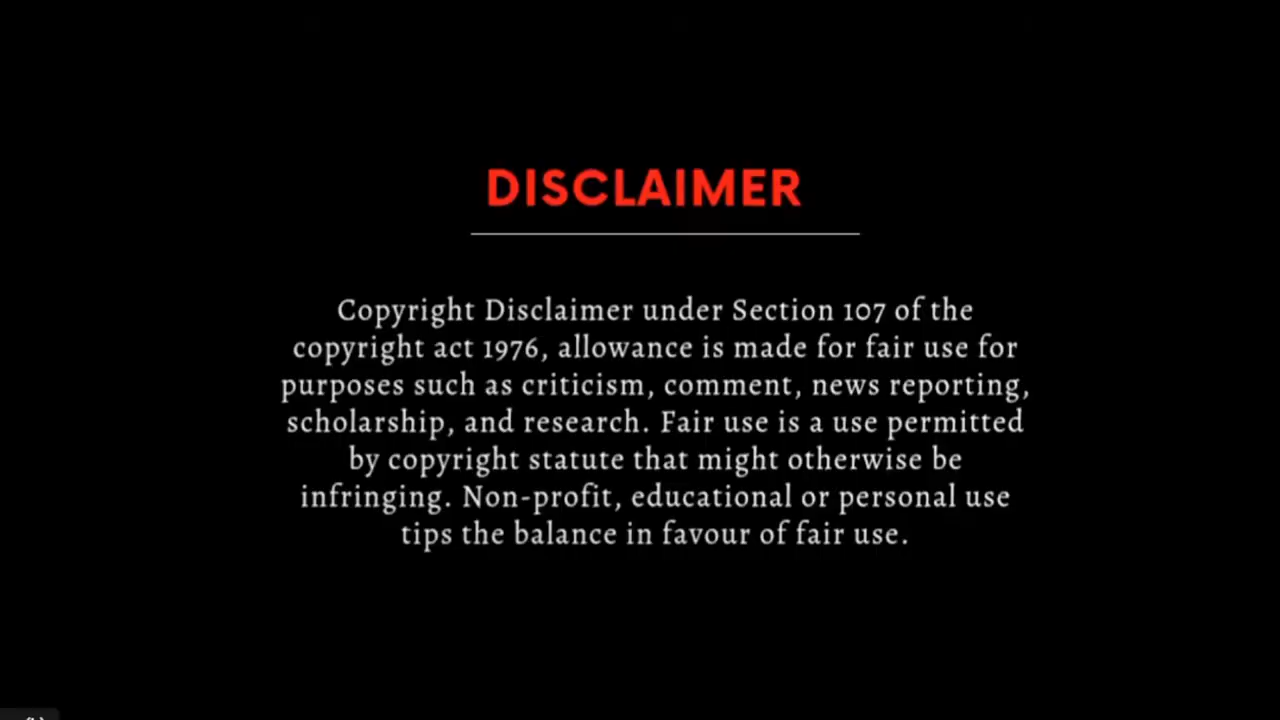 DISCLAIMER
Copyright Disclaimer under Section 107 of the
copyright act 1976, allowance is made for fair use for
purposes such as criticism, comment, news reporting,
scholarship, and research. Fair use is a use permitted
by copyright statute that might otherwise be
infringing. Non-profit, educational or personal use
tips the balance in favour of fair use.